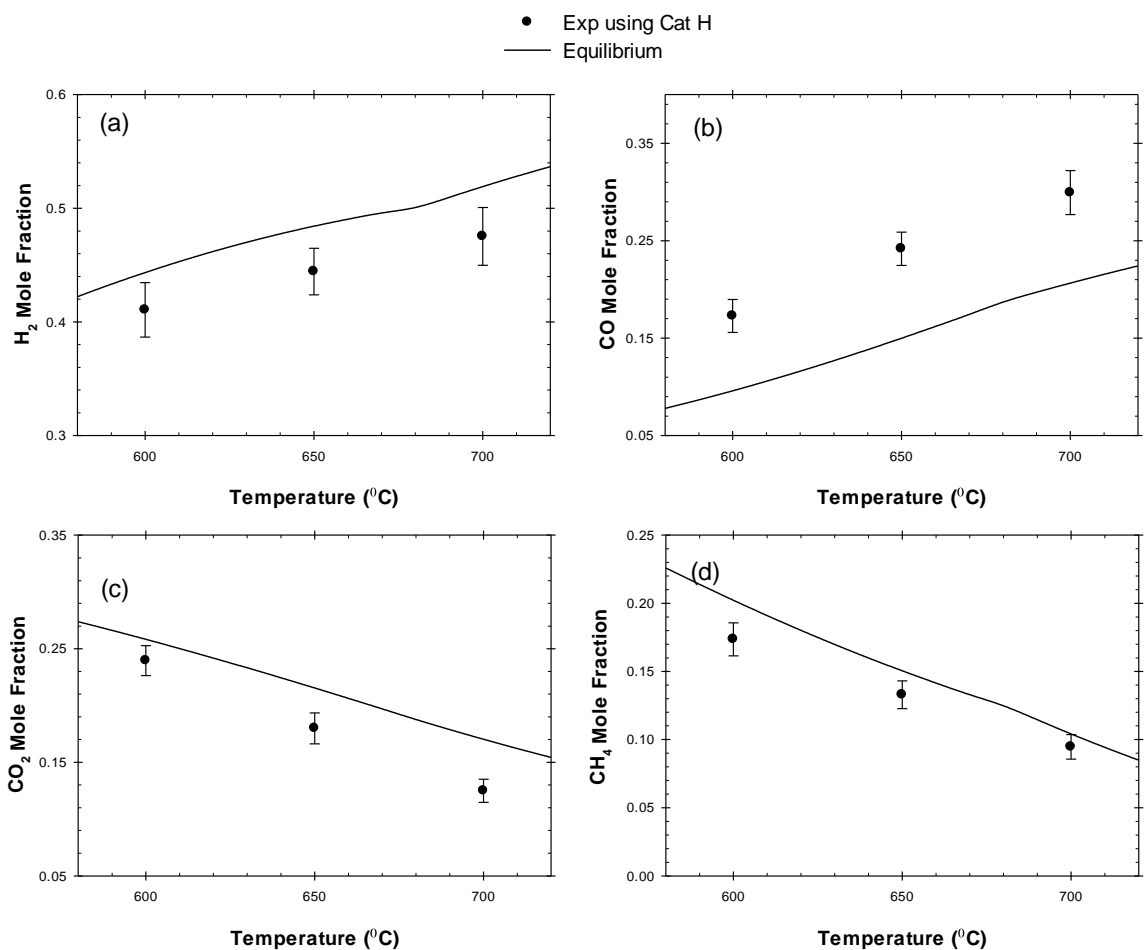 Exp using Cat H
Equilibrium
(a)
H2 Mole Fraction
0.6
0.5
0.4
0.3
600
650
700
Temperature (0C)
(b)
CO Mole Fraction
0.35
0.25
0.15
0.05
600
650
700
Temperature (0C)
(c)
CO2 Mole Fraction
0.35
0.25
0.15
0.05
600
650
700
Temperature (0C)
(d)
CH4 Mole Fraction
0.25
0.20
0.15
0.10
0.05
0.00
600
650
700
Temperature (0C)